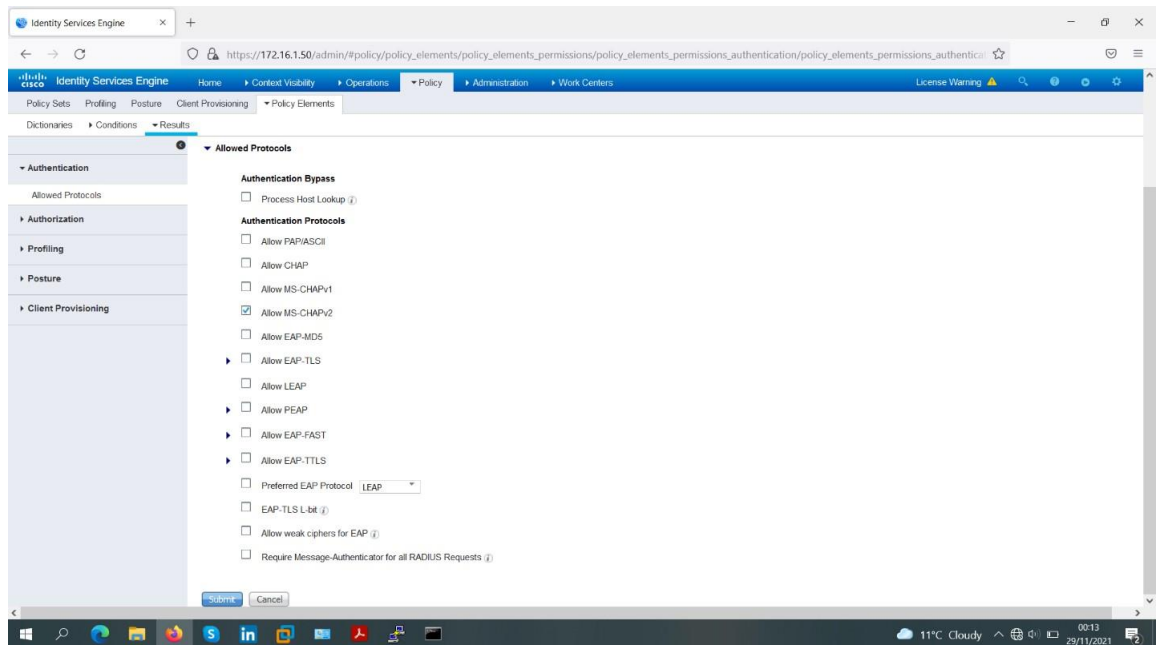 Identity Services Engine
https://172.16.1.50/admin/#policy/policy_elements/policy_elements_permissions/policy_elements_permissions_authentication/policy_elements_permissions_authentica
cisco Identity Services Engine Home Context Visibility Operations Policy Administration Work Centers License Warning
Policy Sets Profiling Posture Client Provisioning Policy Elements
Dictionaries Conditions Results
Allowed Protocols
Authentication
Allowed Protocols
Authorization
Profiling
Posture
Client Provisioning
Authentication Bypass
Process Host Lookup
Authentication Protocols
Allow PAP/ASCII
Allow CHAP
Allow MS-CHAPv1
Allow MS-CHAPv2
Allow EAP-MD5
Allow EAP-TLS
Allow LEAP
Allow PEAP
Allow EAP-FAST
Allow EAP-TTLS
Preferred EAP Protocol LEAP
EAP-TLS L-bit
Allow weak ciphers for EAP
Require Message-Authenticator for all RADIUS Requests
Submit Cancel
11°C Cloudy 00:13
29/11/2021